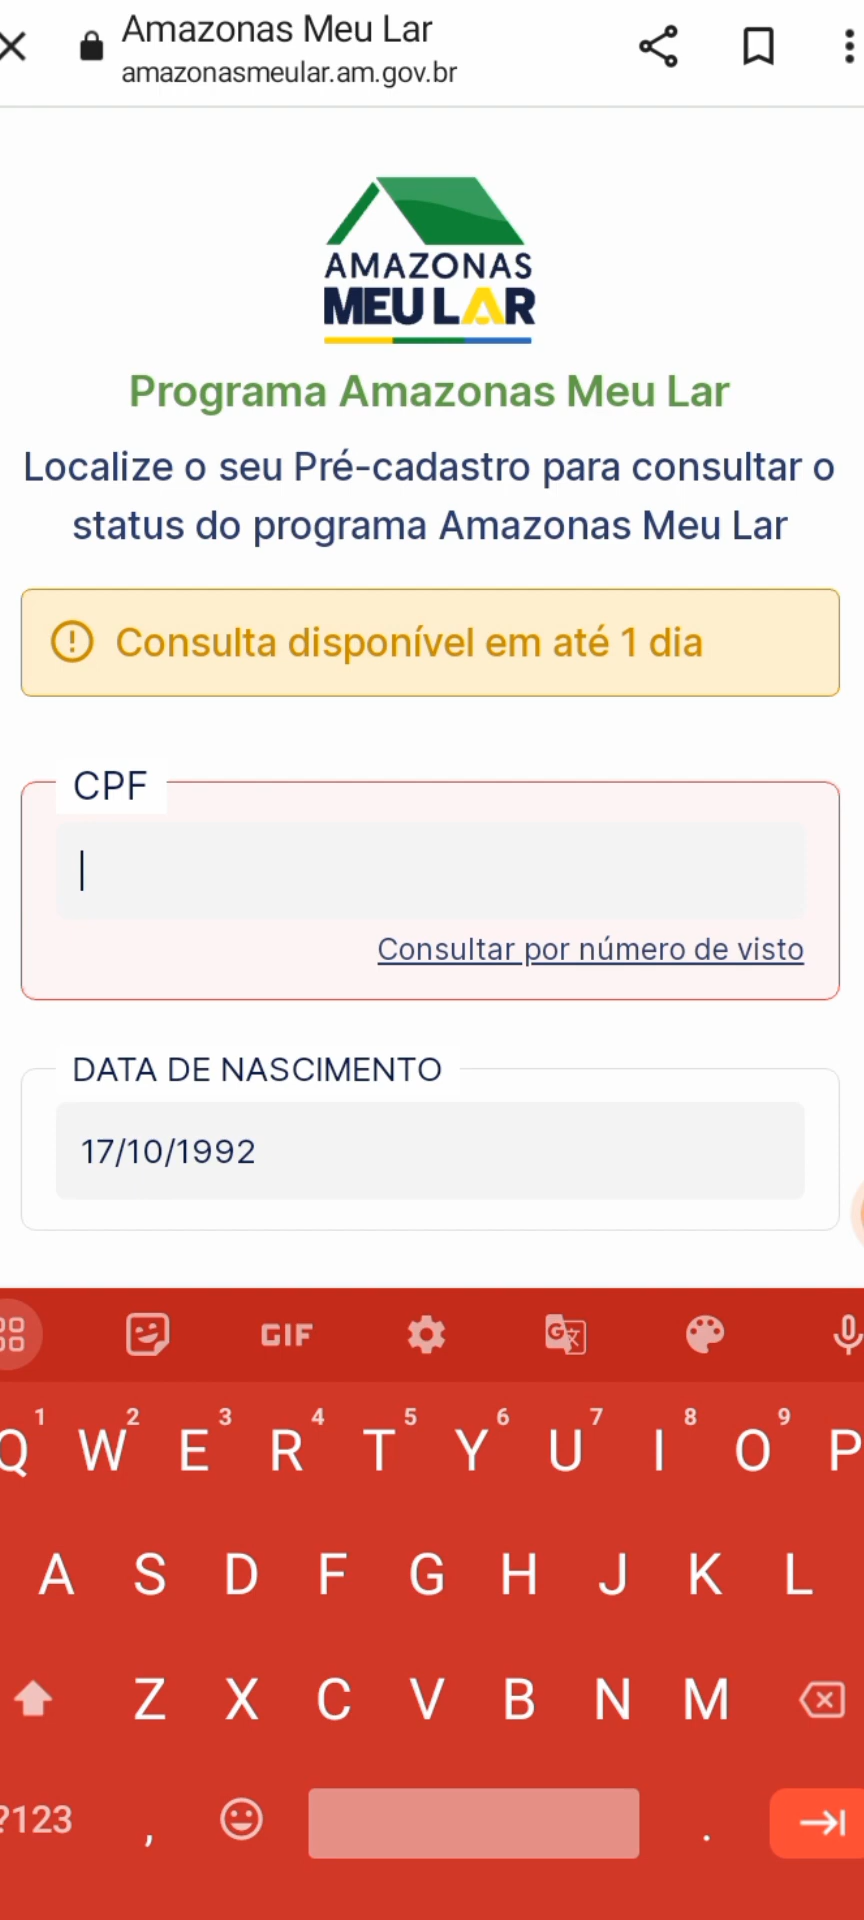 Amazonas Meu Lar
amazonasmeular.am.gov.br
AMAZONAS
MEU LAR
Programa Amazonas Meu Lar
Localize o seu Pré-cadastro para consultar o
status do programa Amazonas Meu Lar
Consulta disponível em até 1 dia
CPF
Consultar por número de visto
DATA DE NASCIMENTO
17/10/1992
GIF
1 2 3 4 5 6 7 8 9
Q W E R T Y U I O P
A S D F G H J K L
Z X C V B N M
?123 , .